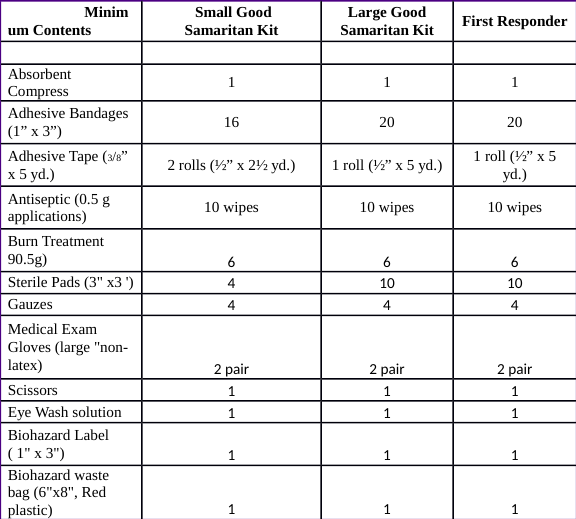 Minim
um Contents
Small Good
Samaritan Kit
Large Good
Samaritan Kit
First Responder
Absorbent
Compress
1
1
1
Adhesive Bandages
(1” x 3”)
16
20
20
Adhesive Tape (3/8”
x 5 yd.)
2 rolls (½” x 2½ yd.)
1 roll (½” x 5 yd.)
1 roll (½” x 5
yd.)
Antiseptic (0.5 g
applications)
10 wipes
10 wipes
10 wipes
Burn Treatment
90.5g)
6
6
6
Sterile Pads (3" x3 ')
4
10
10
Gauzes
4
4
4
Medical Exam
Gloves (large "non-
latex)
2 pair
2 pair
2 pair
Scissors
1
1
1
Eye Wash solution
1
1
1
Biohazard Label
( 1" x 3")
1
1
1
Biohazard waste
bag (6"x8", Red
plastic)
1
1
1